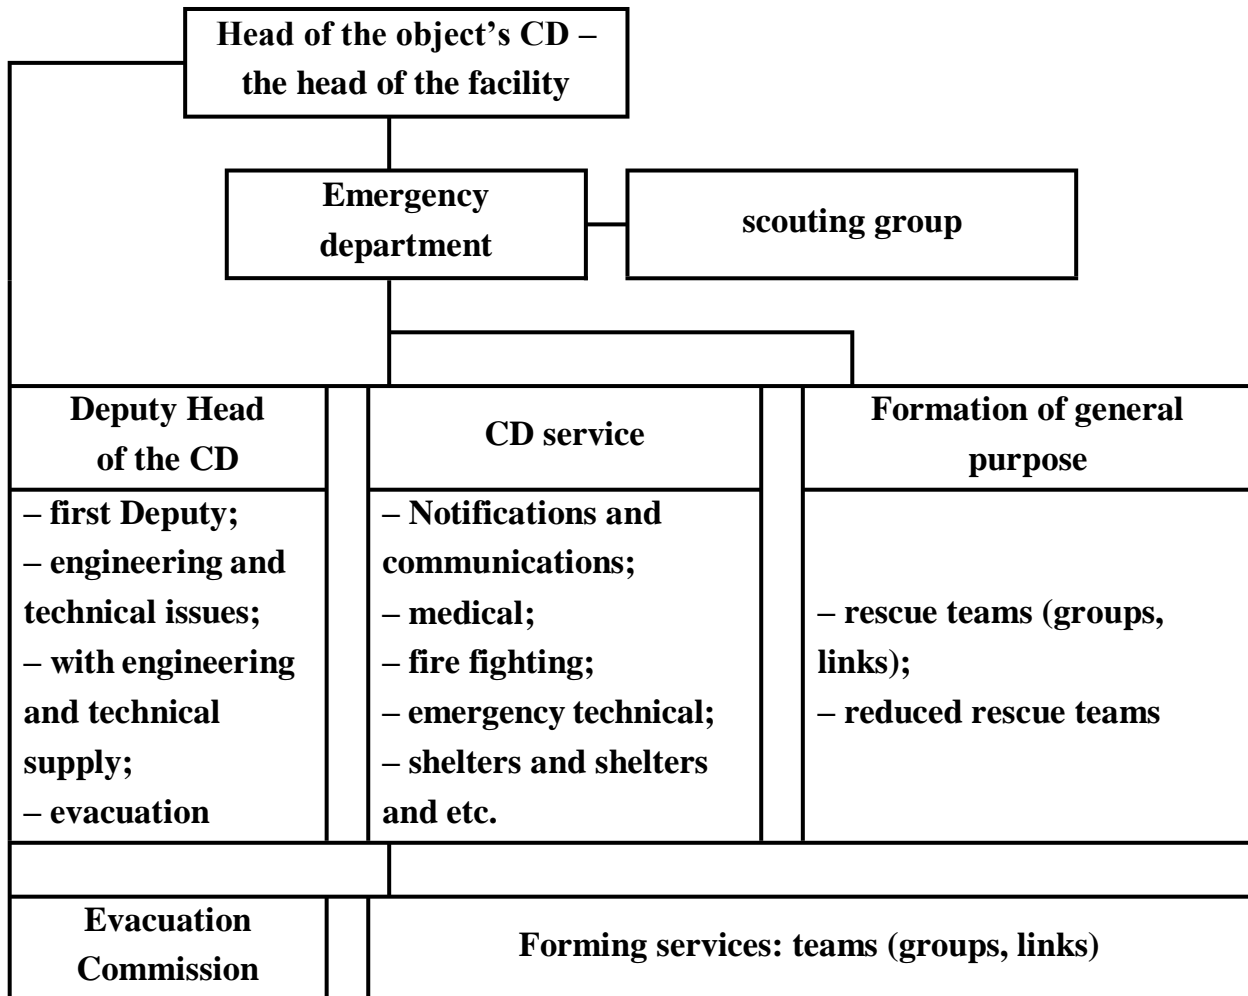 Head of the object’s CD –
the head of the facility
Emergency
department
scouting group
Deputy Head
of the CD
CD service
Formation of general
purpose
– first Deputy;
– engineering and
technical issues;
– with engineering
and technical
supply;
– evacuation
– Notifications and
communications;
– medical;
– fire fighting;
– emergency technical;
– shelters and shelters
and etc.
– rescue teams (groups,
links);
– reduced rescue teams
Evacuation
Commission
Forming services: teams (groups, links)